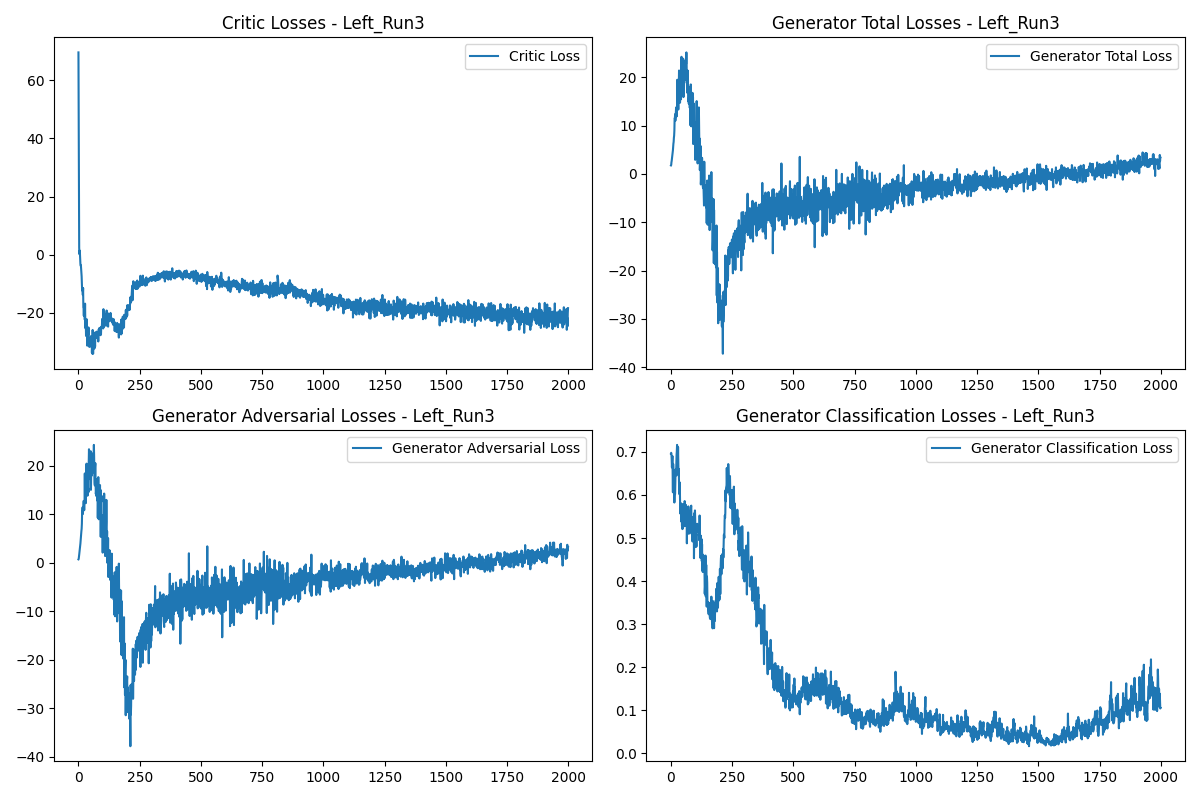 Critic Losses - Left_Run3
Critic Loss
60
40
20
0
−20
0 250 500 750 1000 1250 1500 1750 2000
Generator Total Losses - Left_Run3
Generator Total Loss
20
10
0
−10
−20
−30
−40
0 250 500 750 1000 1250 1500 1750 2000
Generator Adversarial Losses - Left_Run3
Generator Adversarial Loss
20
10
0
−10
−20
−30
−40
0 250 500 750 1000 1250 1500 1750 2000
Generator Classification Losses - Left_Run3
Generator Classification Loss
0.7
0.6
0.5
0.4
0.3
0.2
0.1
0.0
0 250 500 750 1000 1250 1500 1750 2000